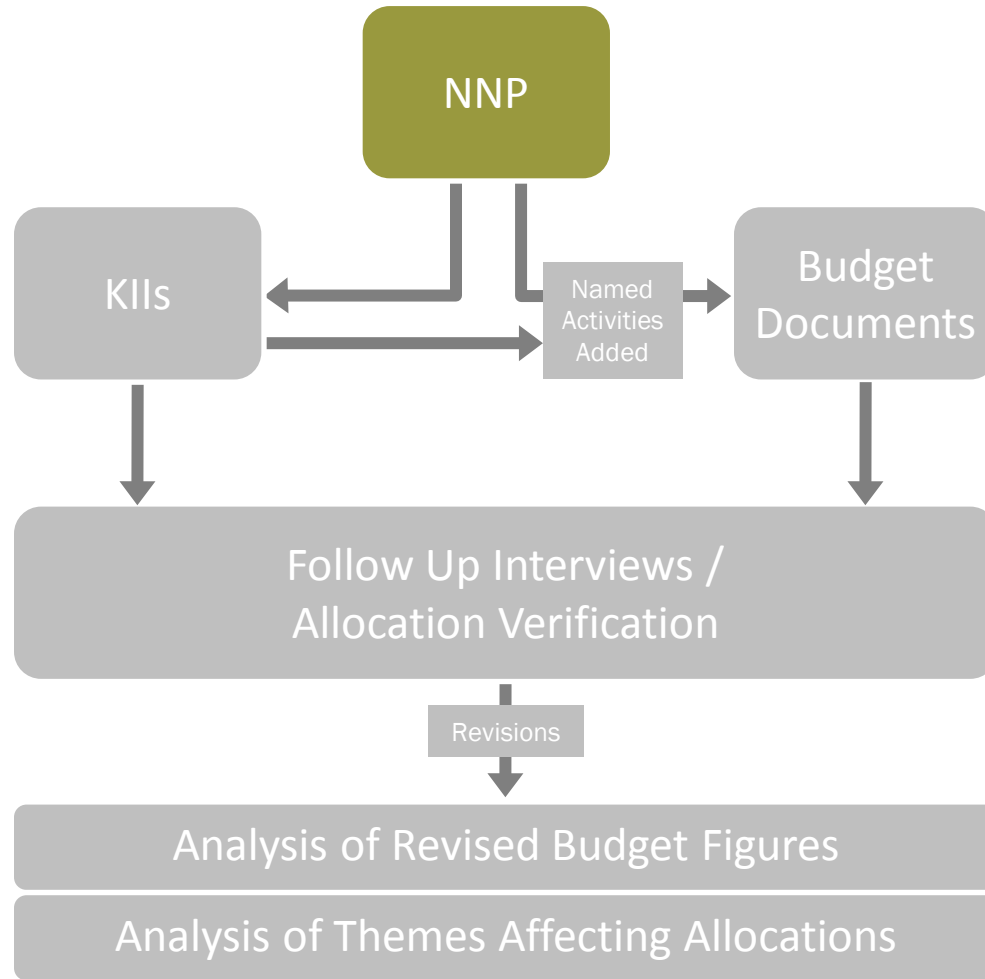 NNP
KIIs
Named
Activities
Added
Budget
Documents
Follow Up Interviews /
Allocation Verification
Revisions
Analysis of Revised Budget Figures
Analysis of Themes Affecting Allocations